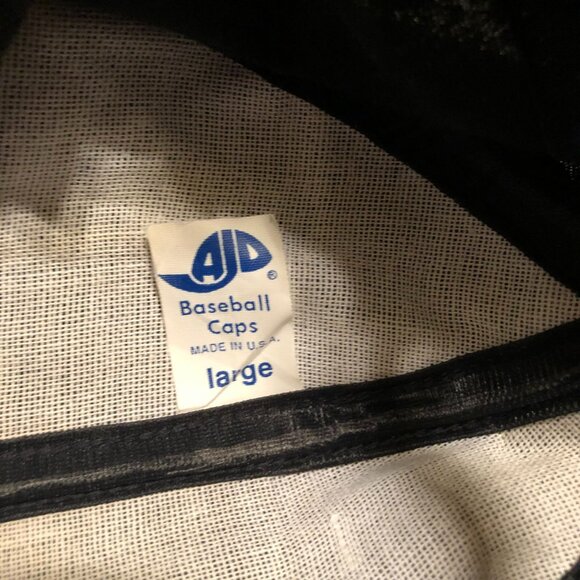 AJD
®
Baseball
Caps
MADE IN U.S.A.
large